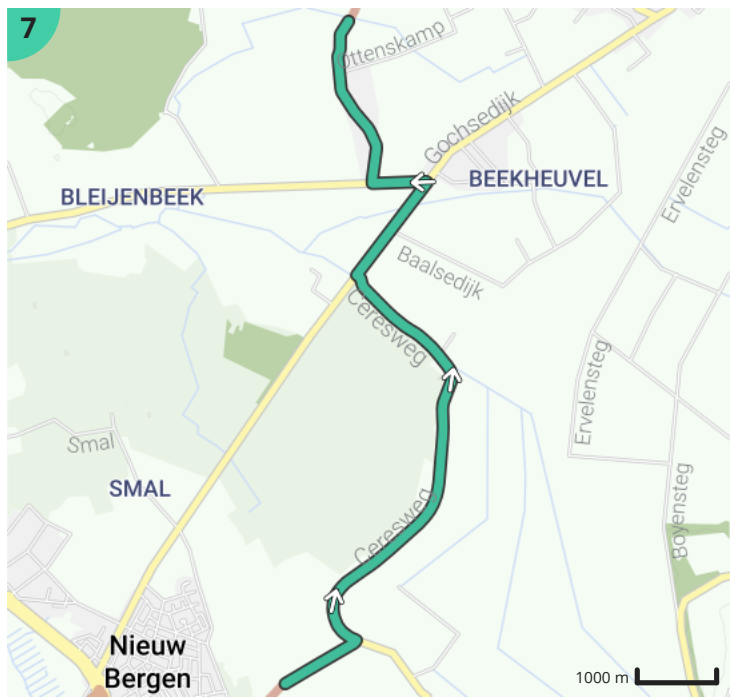 7
Ottenskamp
Gochsedijk
BEEKHEUVEL
BLEIJENBEEK
Ervelensteg
Baalsedijk
Ceresweg
Ervelensteg
Smal
SMAL
Boyensteg
Ceresweg
Nieuw
Bergen
1000 m